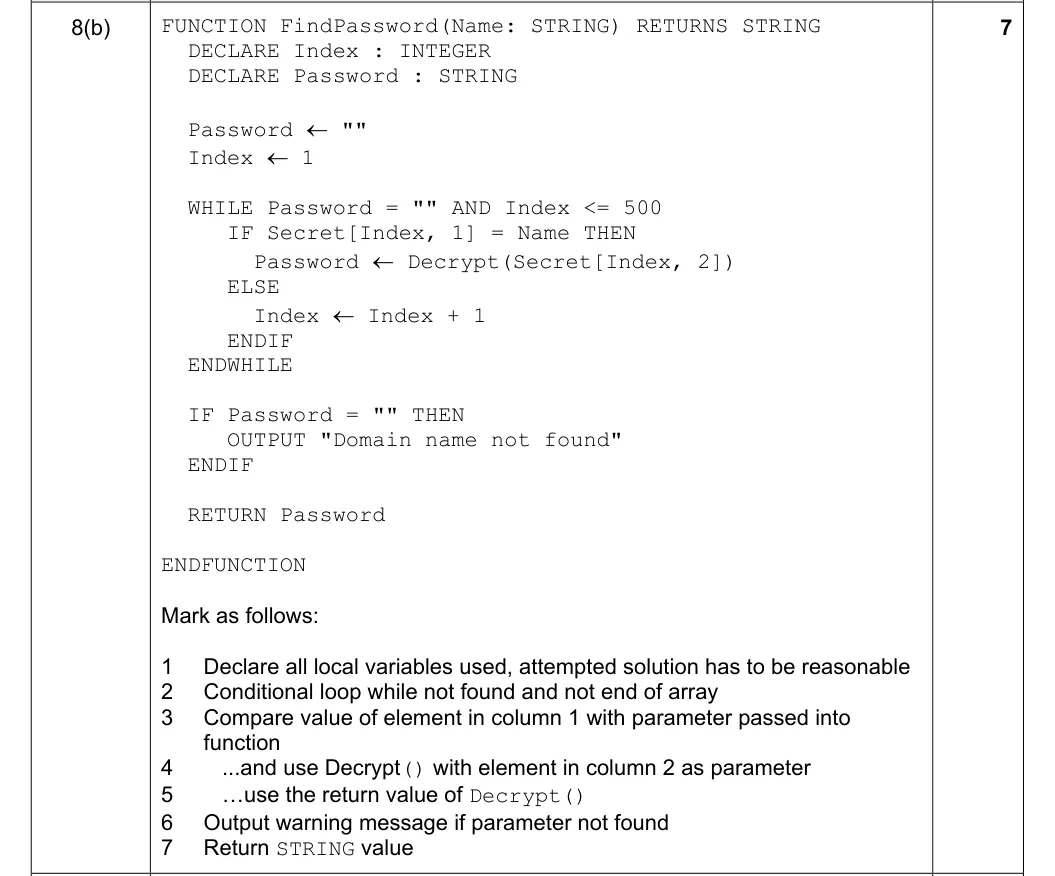 8(b)
FUNCTION FindPassword(Name: STRING) RETURNS STRING
7
DECLARE Index : INTEGER
DECLARE Password : STRING
Password ← ""
Index ← 1
WHILE Password = "" AND Index <= 500
IF Secret[Index, 1] = Name THEN
Password ← Decrypt(Secret[Index, 2])
ELSE
Index ← Index + 1
ENDIF
ENDWHILE
IF Password = "" THEN
OUTPUT "Domain name not found"
ENDIF
RETURN Password
ENDFUNCTION
Mark as follows:
1 Declare all local variables used, attempted solution has to be reasonable
2 Conditional loop while not found and not end of array
3 Compare value of element in column 1 with parameter passed into
function
4 ...and use Decrypt() with element in column 2 as parameter
5 …use the return value of Decrypt()
6 Output warning message if parameter not found
7 Return STRING value